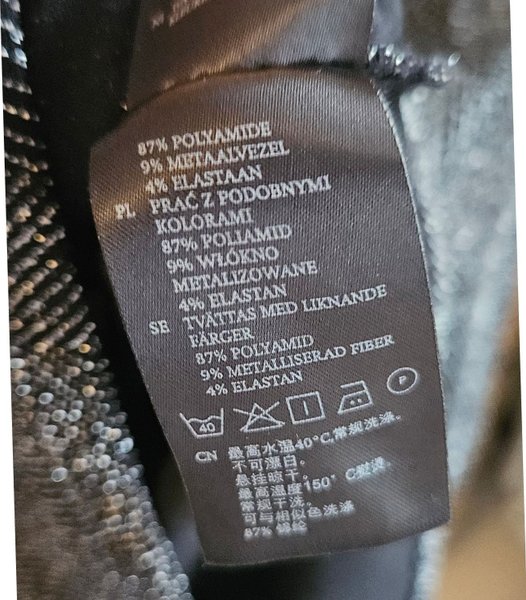 87% POLYAMIDE
9% METAALVEZEL
4% ELASTAAN
PL PRAĆ Z PODOBNYMI
KOLORAMI
87% POLIAMID
9% WŁÓKNO
METALIZOWANE
4% ELASTAN
SE TVÄTTAS MED LIKNANDE
FÄRGER
87% POLYAMID
9% METALLISERAD FIBER
4% ELASTAN
40 P
CN 最高水温40°C,常规洗涤。
不可漂白。
悬挂晾干。
最高温度150°C熨烫。
常规干洗。
可与相似色洗涤
87% 锦纶